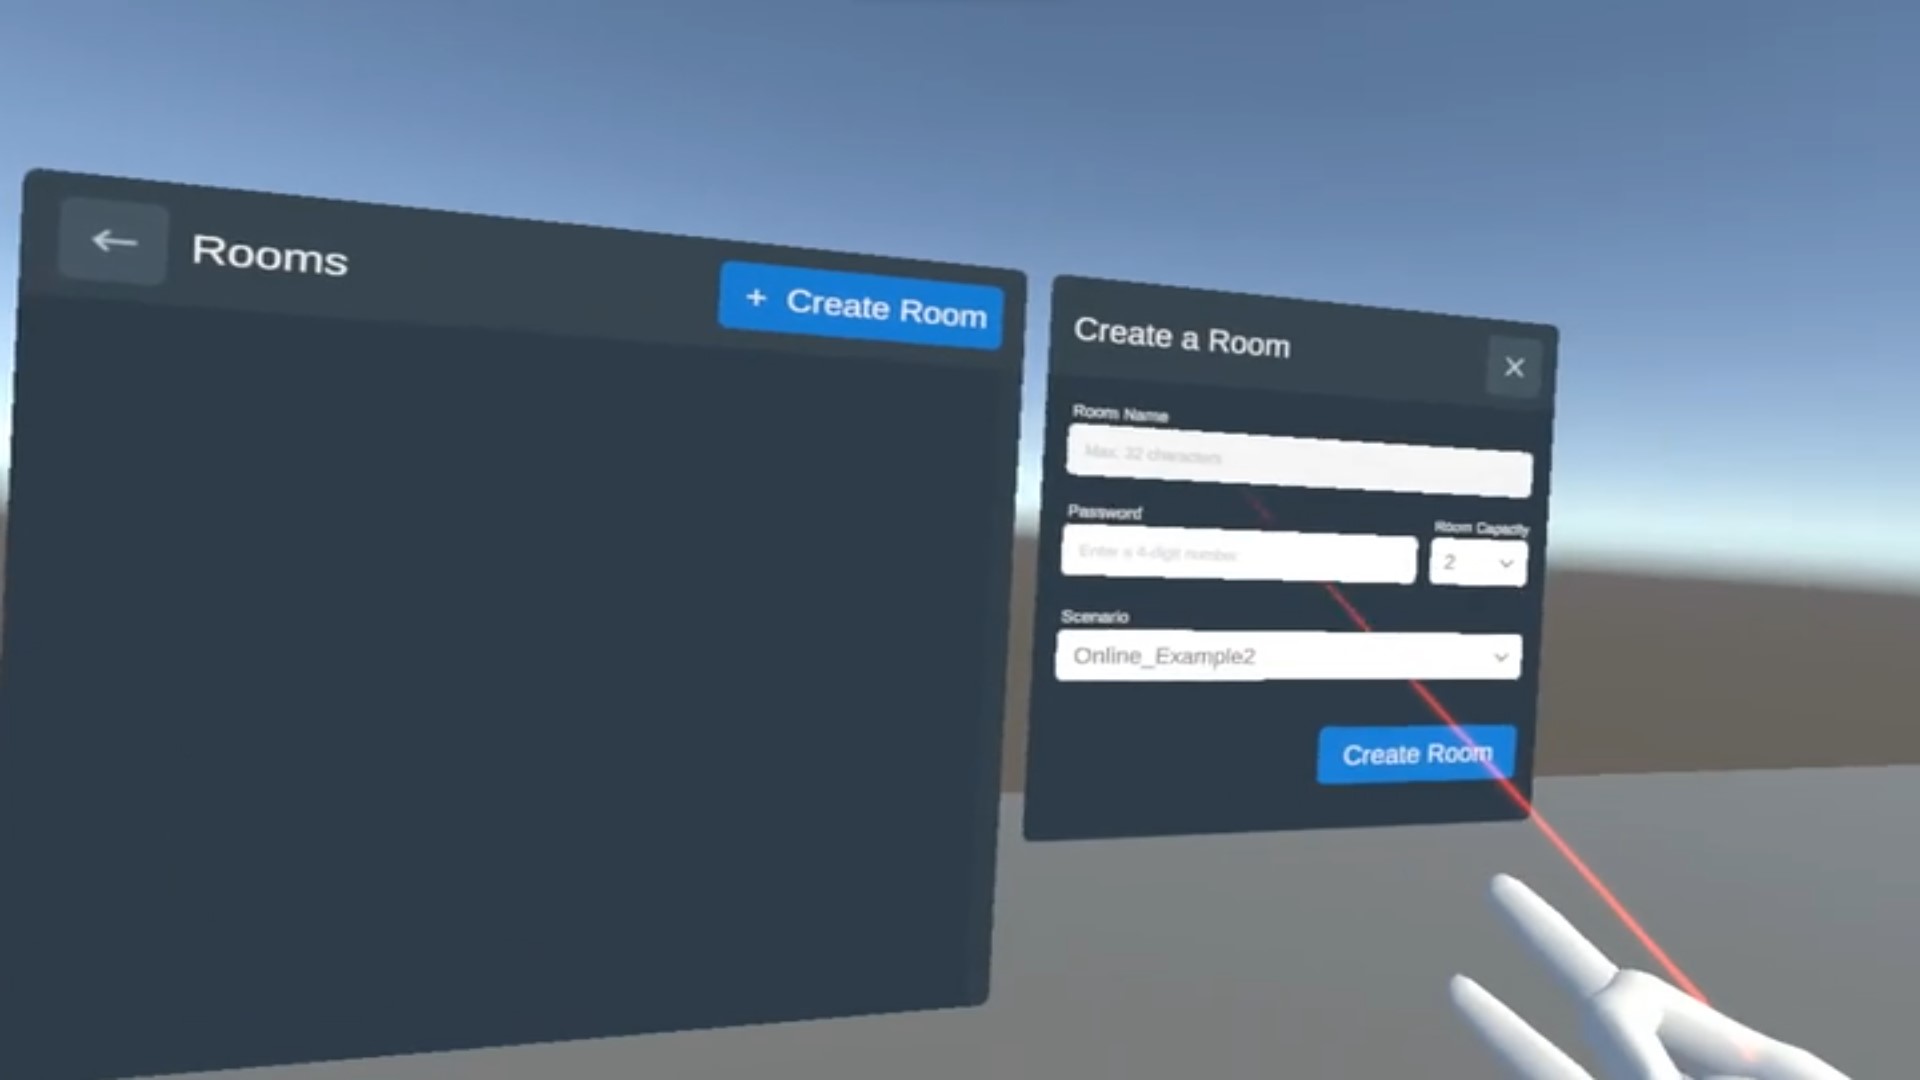 Rooms
+ Create Room
Create a Room
Room Name
Max. 32 characters
Password
Room Capacity
Enter a 4-digit number
2
Scenario
Online_Example2
Create Room